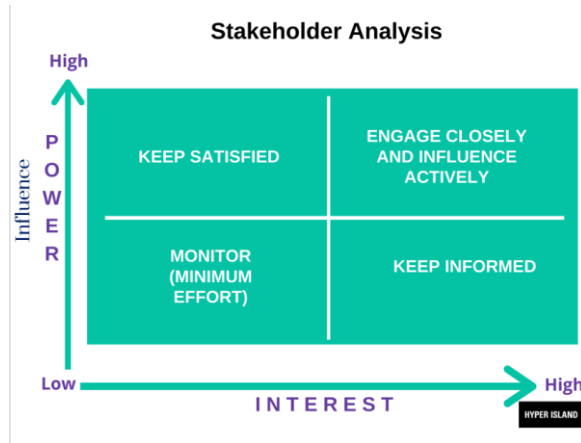 Stakeholder Analysis
High
Influence
POWER
KEEP SATISFIED
ENGAGE CLOSELY
AND INFLUENCE
ACTIVELY
MONITOR
(MINIMUM
EFFORT)
KEEP INFORMED
Low
INTEREST
High
HYPER ISLAND